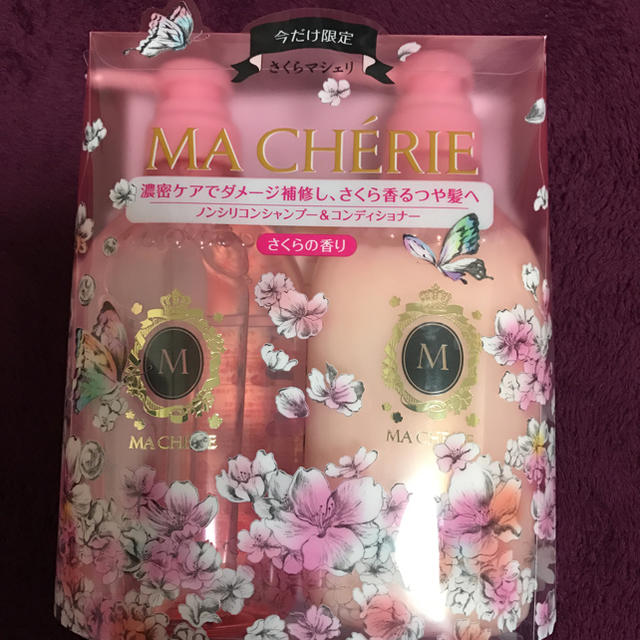 今だけ限定
さくらマシェリ
MA CHÉRIE
濃密ケアでダメージ補修し、さくら香るつや髪へ
ノンシリコンシャンプー&コンディショナー
さくらの香り
M
MA CHERIE
M
MA CHERIE